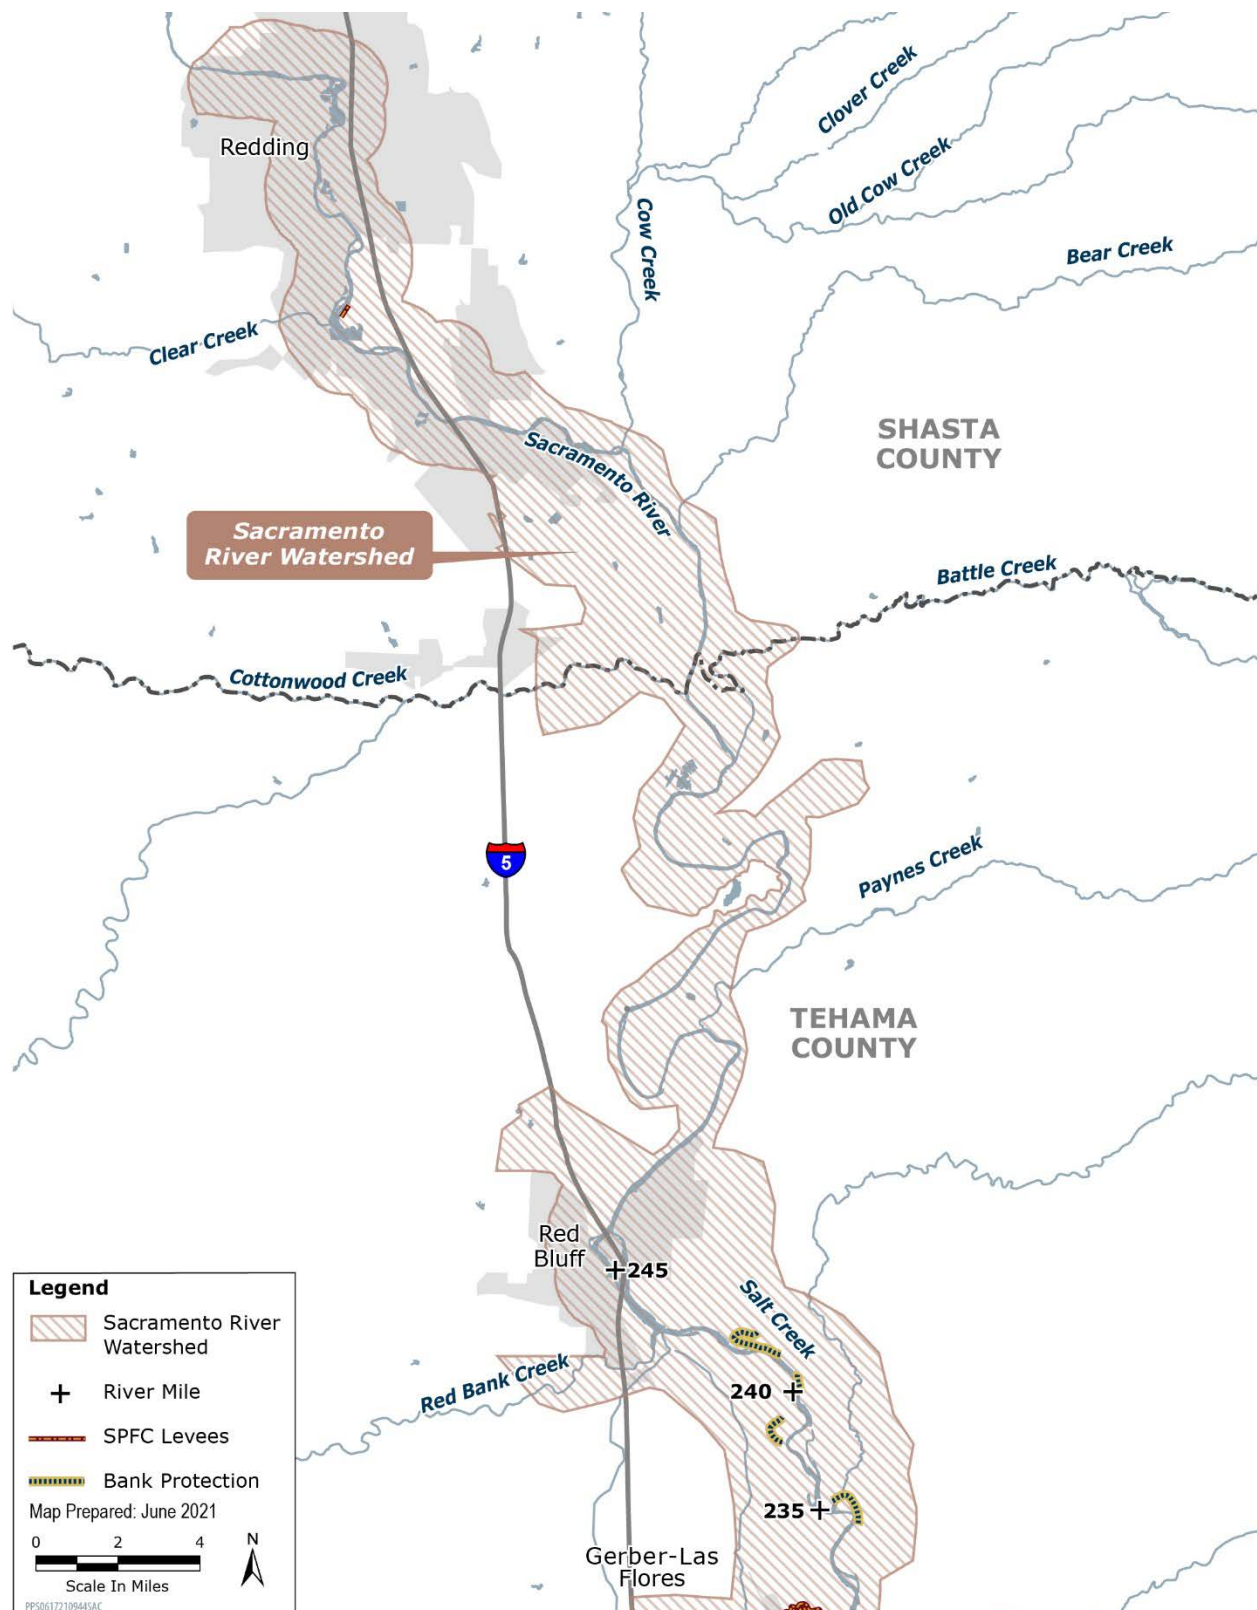 Clover Creek
Redding
Old Cow Creek
Cow Creek
Bear Creek
Clear Creek
SHASTA
COUNTY
Sacramento River
Sacramento
River Watershed
Battle Creek
Cottonwood Creek
5
Paynes Creek
TEHAMA
COUNTY
Red
Bluff
245
Salt Creek
Red Bank Creek
240
235
Gerber-Las
Flores
Legend
Sacramento River
Watershed
River Mile
SPFC Levees
Bank Protection
Map Prepared: June 2021
0 2 4
N
Scale In Miles
PPS0617210944SAC